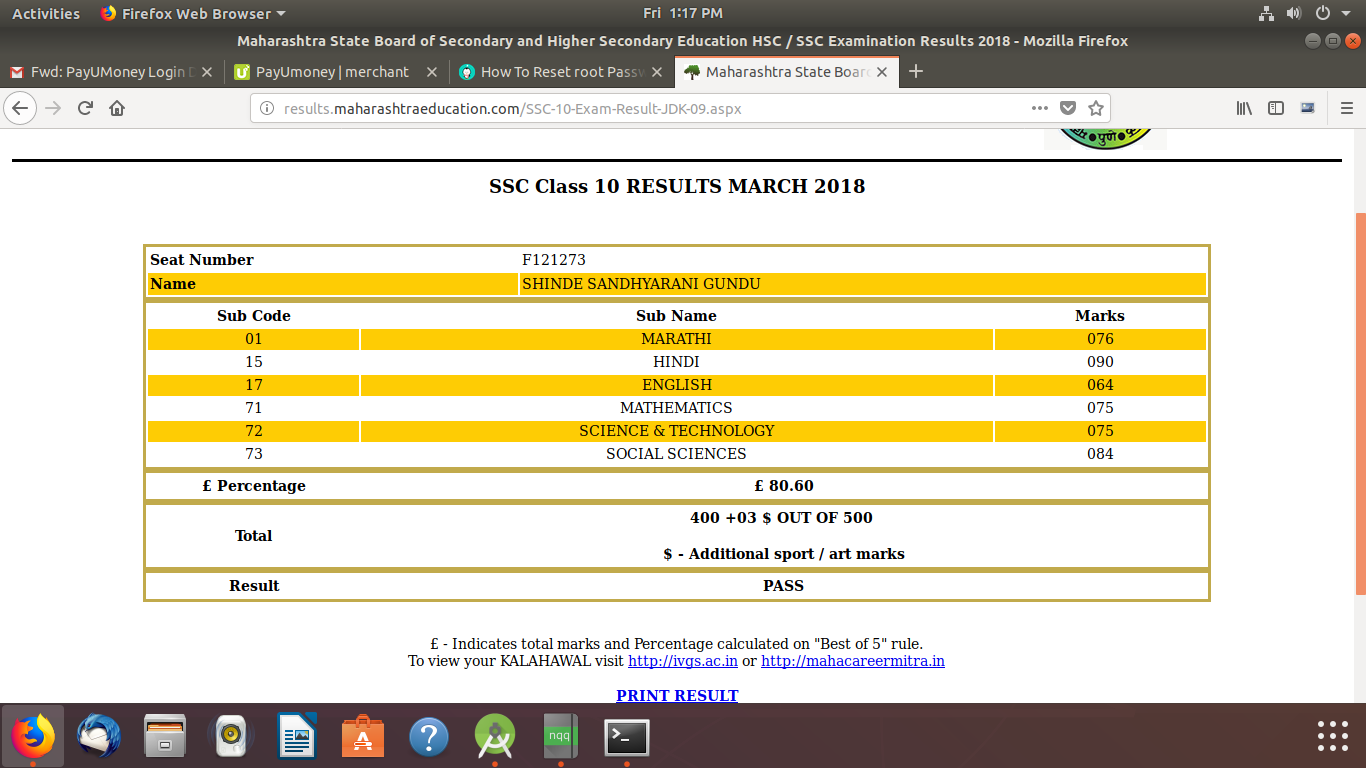 Activities Firefox Web Browser Fri 1:17 PM
Maharashtra State Board of Secondary and Higher Secondary Education HSC / SSC Examination Results 2018 - Mozilla Firefox
Fwd: PayUMoney Login PayUmoney | merchant How To Reset root Passw Maharashtra State Boar
results.maharashtraeducation.com/SSC-10-Exam-Result-JDK-09.aspx
पुणे
SSC Class 10 RESULTS MARCH 2018
Seat Number F121273
Name SHINDE SANDHYARANI GUNDU
Sub Code Sub Name Marks
01 MARATHI 076
15 HINDI 090
17 ENGLISH 064
71 MATHEMATICS 075
72 SCIENCE & TECHNOLOGY 075
73 SOCIAL SCIENCES 084
£ Percentage £ 80.60
Total 400 +03 $ OUT OF 500
$ - Additional sport / art marks
Result PASS
£ - Indicates total marks and Percentage calculated on "Best of 5" rule.
To view your KALAHAWAL visit http://ivgs.ac.in or http://mahacareermitra.in
PRINT RESULT
nqq